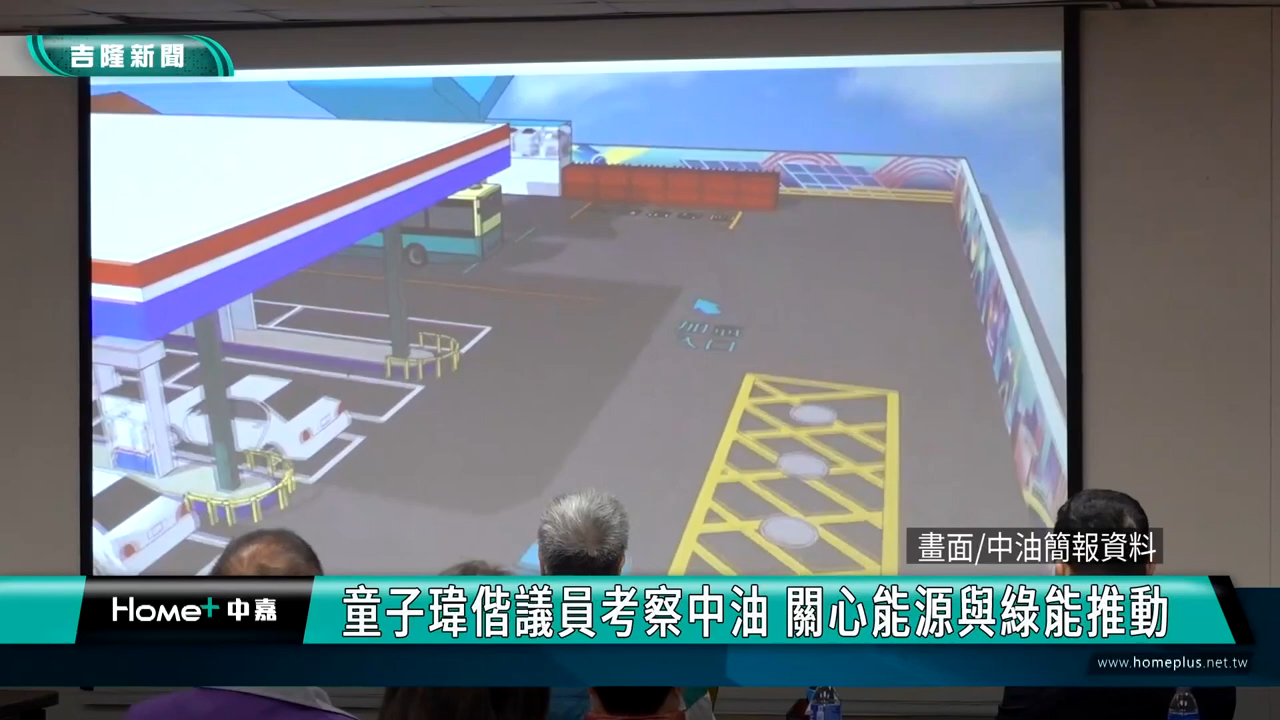 吉隆新聞
入口
畫面/中油簡報資料
Home+中嘉
童子瑋偕議員考察中油 關心能源與綠能推動
www.homeplus.net.tw